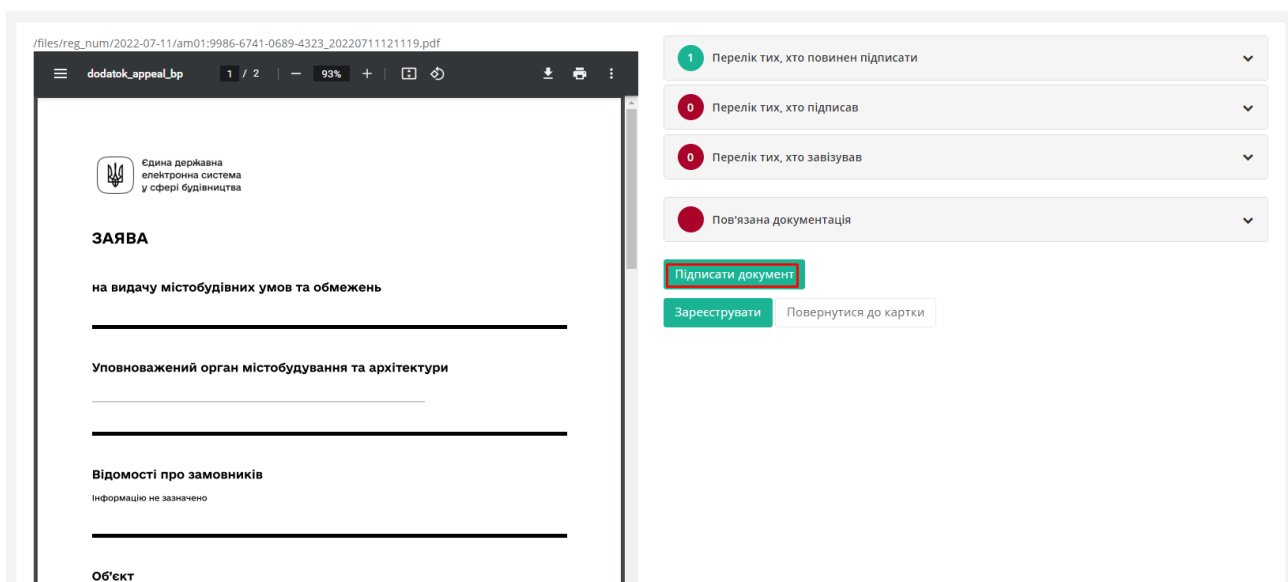 /files/reg_num/2022-07-11/am01:9986-6741-0689-4323_20220711121119.pdf
dodatok_appeal_bp 1 / 2 | − 93% + |
Єдина державна
електронна система
у сфері будівництва
ЗАЯВА
на видачу містобудівних умов та обмежень
Уповноважений орган містобудування та архітектури
Відомості про замовників
Інформацію не зазначено
Об'єкт
1 Перелік тих, хто повинен підписати
0 Перелік тих, хто підписав
0 Перелік тих, хто завізував
Пов'язана документація
Підписати документ
Зареєструвати Повернутися до картки